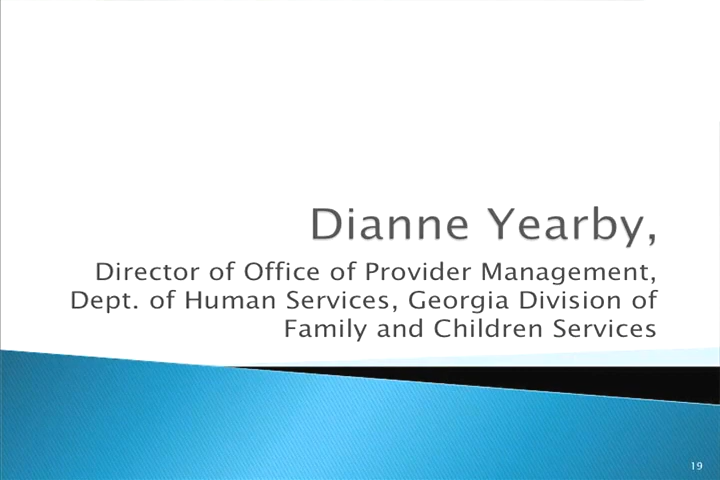 Dianne Yearby,
Director of Office of Provider Management,
Dept. of Human Services, Georgia Division of
Family and Children Services
19